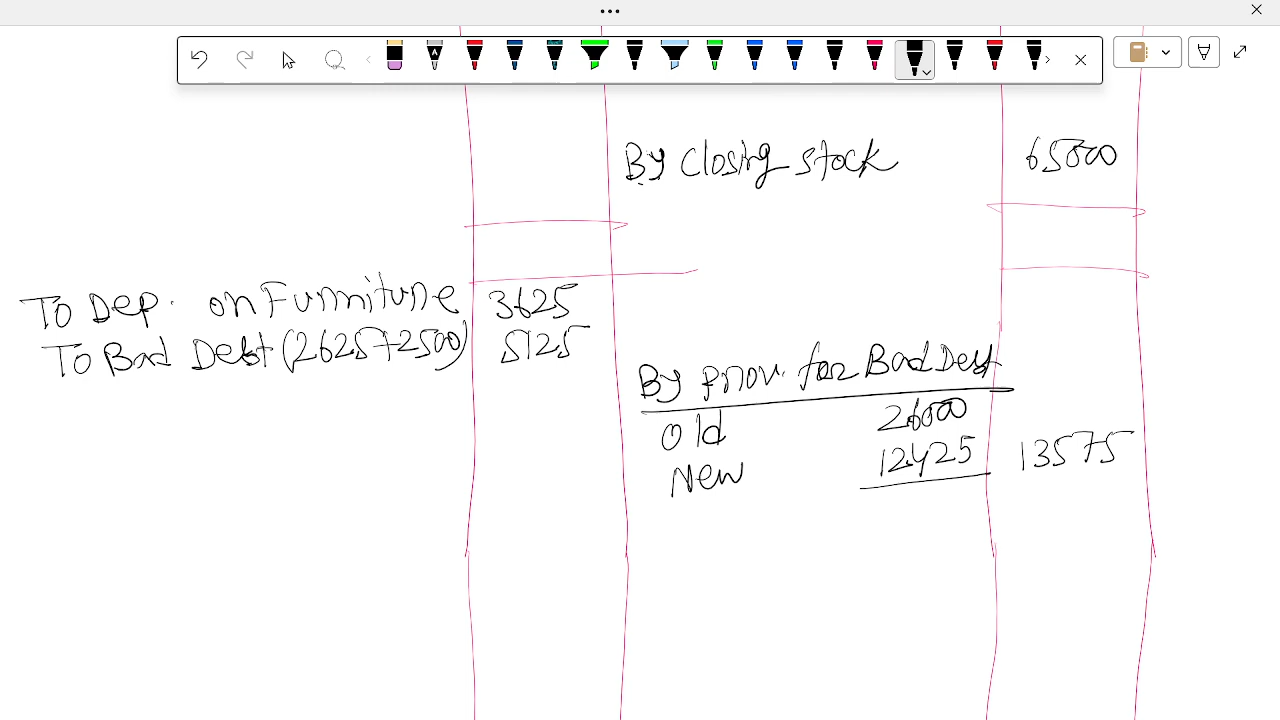 By closing stock 65000
To Dep. on Furniture 3625
To Bad Debt (2625+2500) 5125
By prov. for Bad Debt
Old 26000
New 12425 13575